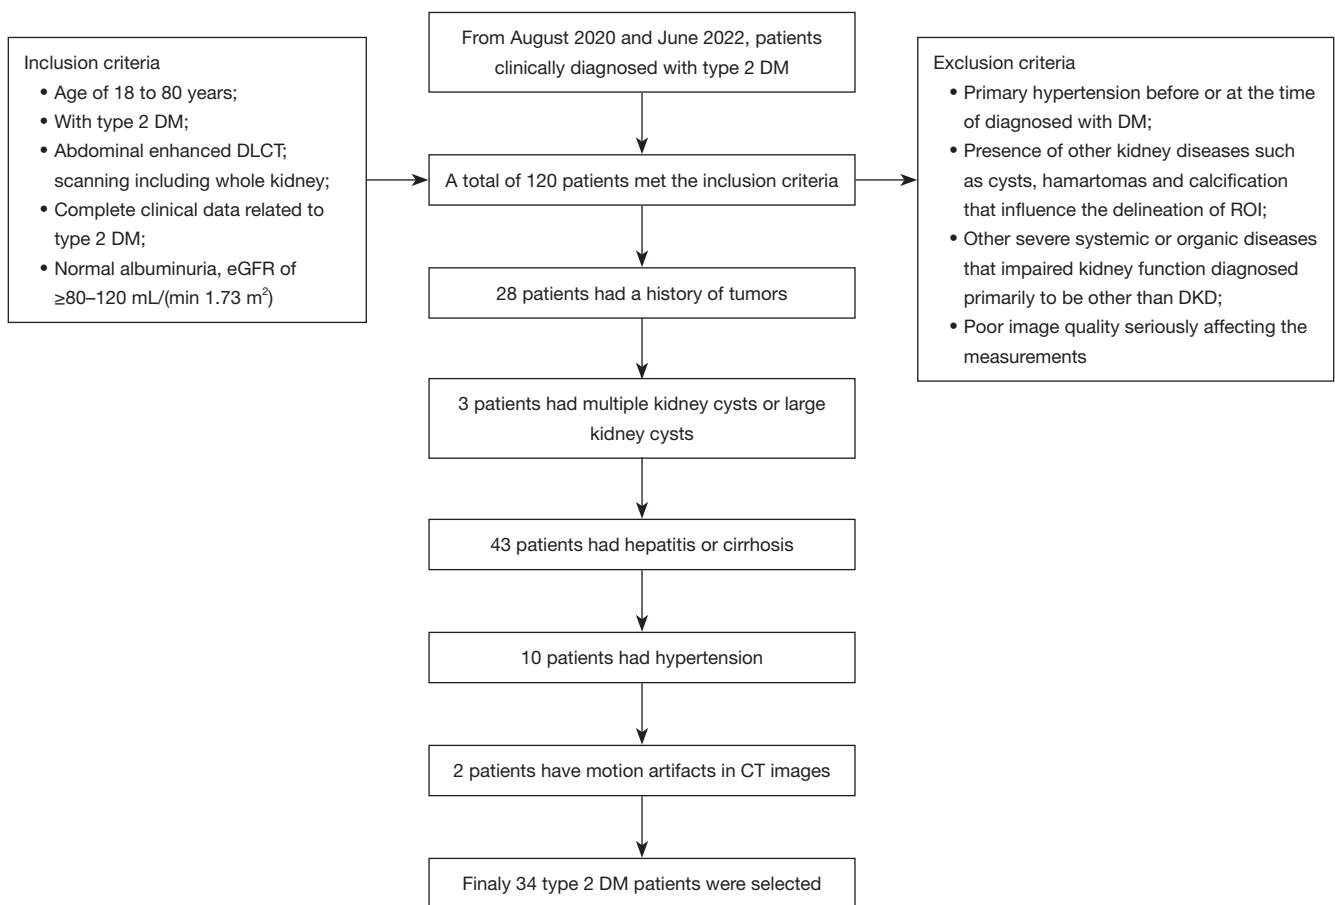 From August 2020 and June 2022, patients
clinically diagnosed with type 2 DM
Inclusion criteria
• Age of 18 to 80 years;
• With type 2 DM;
• Abdominal enhanced DLCT;
scanning including whole kidney;
• Complete clinical data related to
type 2 DM;
• Normal albuminuria, eGFR of
≥80–120 mL/(min 1.73 m²)
A total of 120 patients met the inclusion criteria
Exclusion criteria
• Primary hypertension before or at the time
of diagnosed with DM;
• Presence of other kidney diseases such
as cysts, hamartomas and calcification
that influence the delineation of ROI;
• Other severe systemic or organic diseases
that impaired kidney function diagnosed
primarily to be other than DKD;
• Poor image quality seriously affecting the
measurements
28 patients had a history of tumors
3 patients had multiple kidney cysts or large
kidney cysts
43 patients had hepatitis or cirrhosis
10 patients had hypertension
2 patients have motion artifacts in CT images
Finaly 34 type 2 DM patients were selected